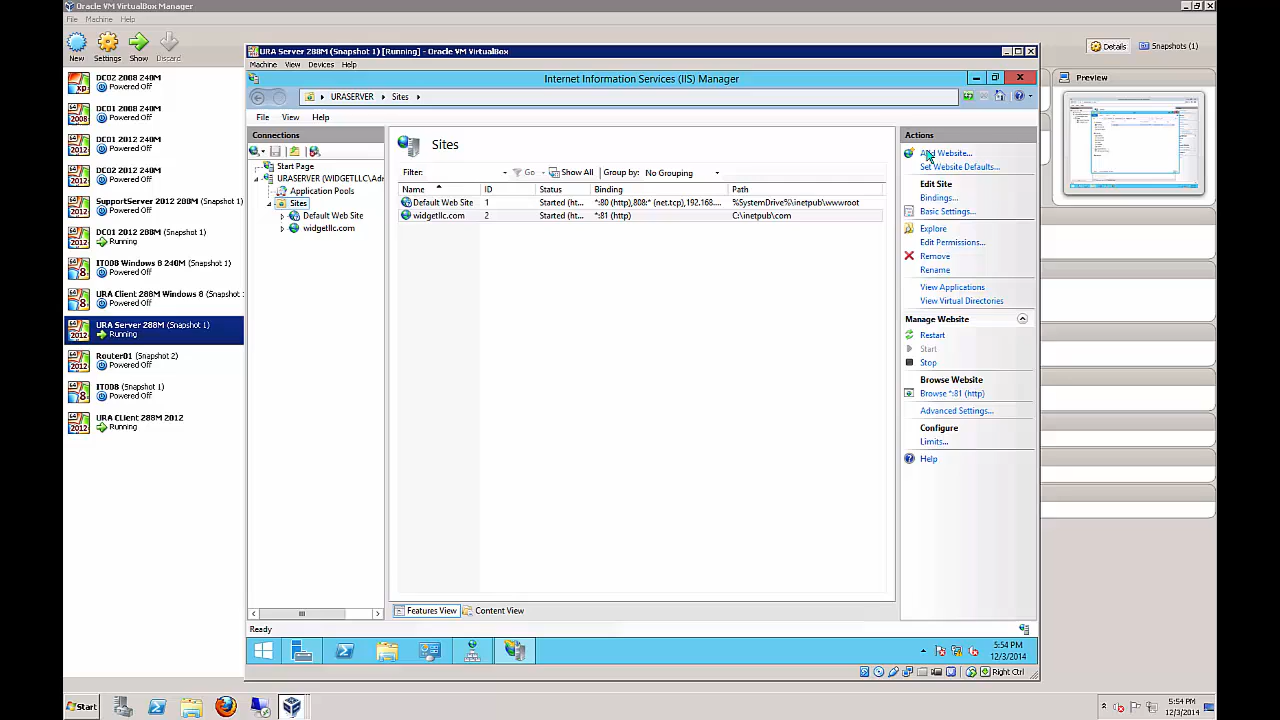 Oracle VM VirtualBox Manager
File Machine Help
New Settings Show Discard
Details Snapshots (1)
DC02 2008 240M
Powered Off
DC01 2008 240M
Powered Off
DC01 2012 240M
Powered Off
DC02 2012 240M
Powered Off
SupportServer 2012 288M (Snapshot 1)
Powered Off
DC01 2012 288M (Snapshot 1)
Running
IT008 Windows 8 240M (Snapshot 1)
Powered Off
URA Client 288M Windows 8 (Snapshot
Powered Off
URA Server 288M (Snapshot 1)
Running
Router01 (Snapshot 2)
Powered Off
IT008 (Snapshot 1)
Powered Off
URA CLient 288M 2012
Running
Preview
URA Server 288M (Snapshot 1) [Running] - Oracle VM VirtualBox
Machine View Devices Help
Internet Information Services (IIS) Manager
URASERVER Sites
File View Help
Connections
Start Page
URASERVER (WIDGETLLC\Adr
Application Pools
Sites
Default Web Site
widgetllc.com
Sites
Filter: Go Show All Group by: No Grouping
Name ID Status Binding Path
Default Web Site 1 Started (ht... *:80 (http),808:* (net.tcp),192.168.... %SystemDrive%\inetpub\wwwroot
widgetllc.com 2 Started (ht... *:81 (http) C:\inetpub\com
Features View Content View
Actions
Add Website...
Set Website Defaults...
Edit Site
Bindings...
Basic Settings...
Explore
Edit Permissions...
Remove
Rename
View Applications
View Virtual Directories
Manage Website
Restart
Start
Stop
Browse Website
Browse *:81 (http)
Advanced Settings...
Configure
Limits...
Help
Ready
5:54 PM
12/3/2014
Right Ctrl
Start
5:54 PM
12/3/2014